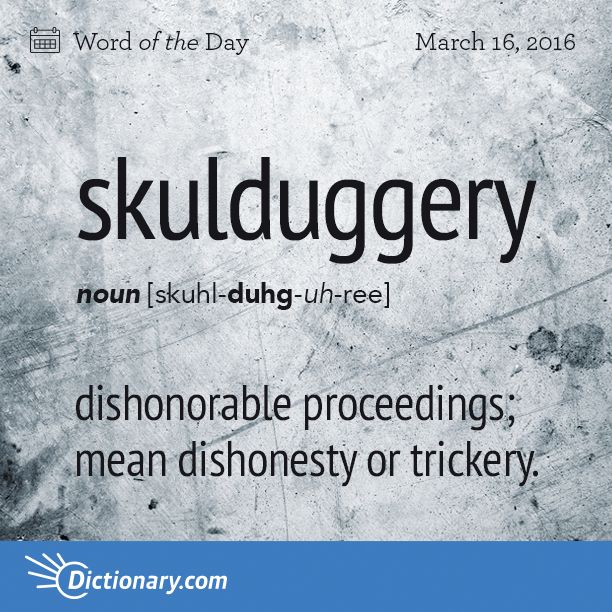 Word of the Day
March 16, 2016
skulduggery
noun [skuhl-duhg-uh-ree]
dishonorable proceedings;
mean dishonesty or trickery.
Dictionary.com